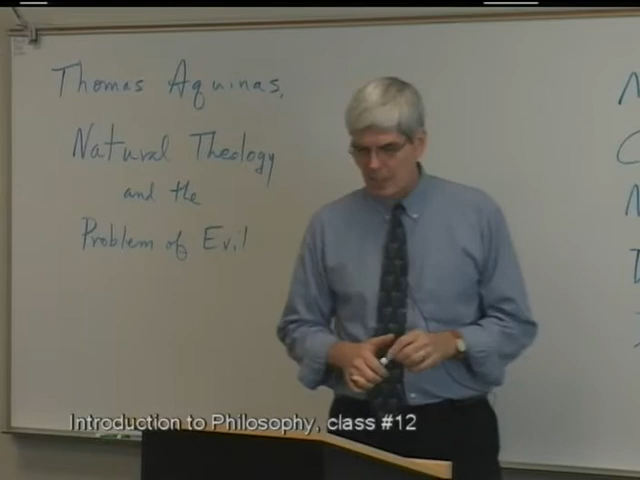 Thomas Aquinas,
Natural Theology
and the
Problem of Evil
Introduction to Philosophy, class #12